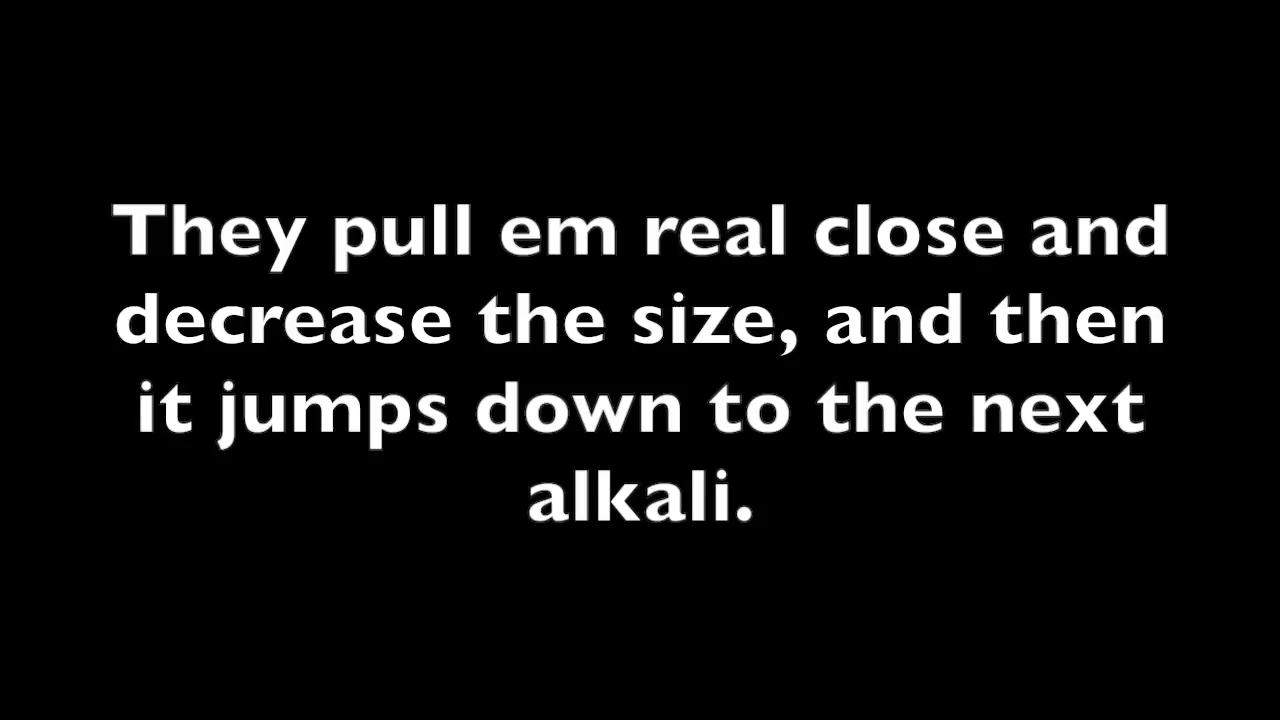 They pull em real close and
decrease the size, and then
it jumps down to the next
alkali.